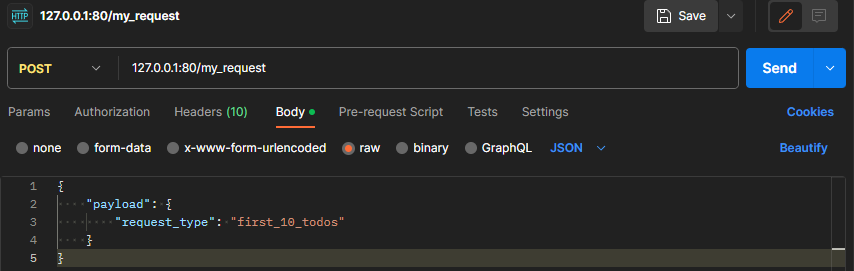 HTTP 127.0.0.1:80/my_request Save
POST 127.0.0.1:80/my_request Send
Params Authorization Headers (10) Body Pre-request Script Tests Settings Cookies
none form-data x-www-form-urlencoded raw binary GraphQL JSON Beautify
1 {
2 "payload": {
3 "request_type": "first_10_todos"
4 }
5 }